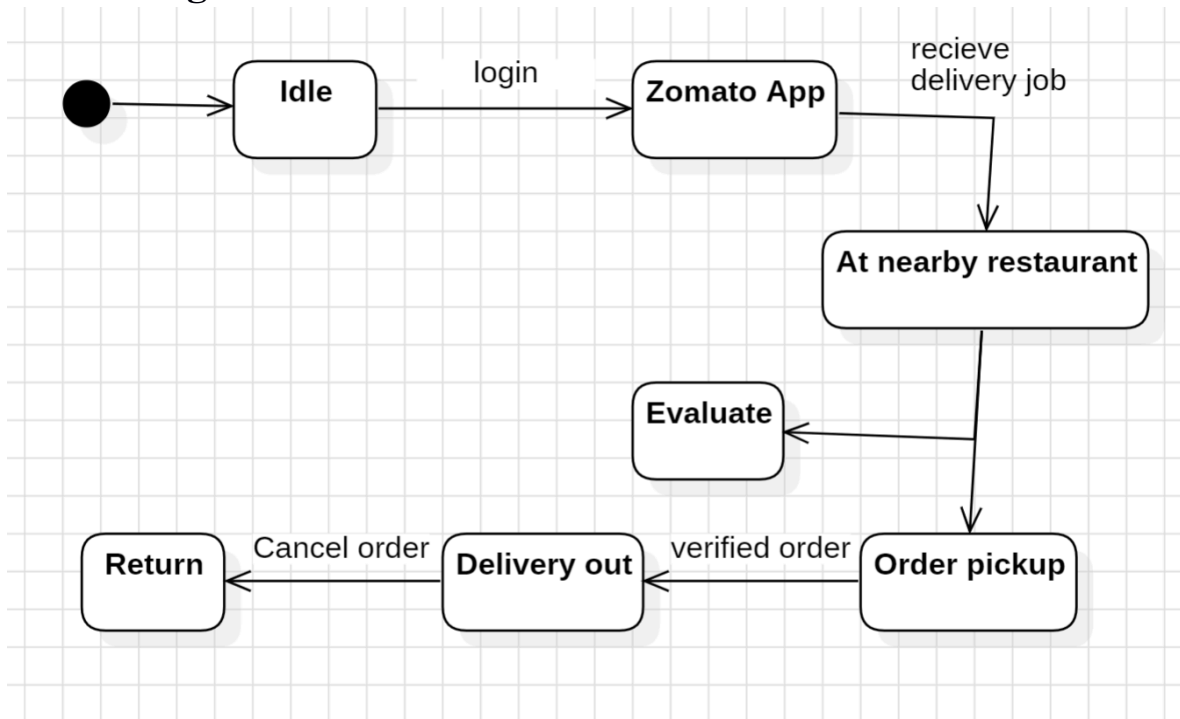 Idle
login
Zomato App
recieve
delivery job
At nearby restaurant
Evaluate
Return
Cancel order
Delivery out
verified order
Order pickup